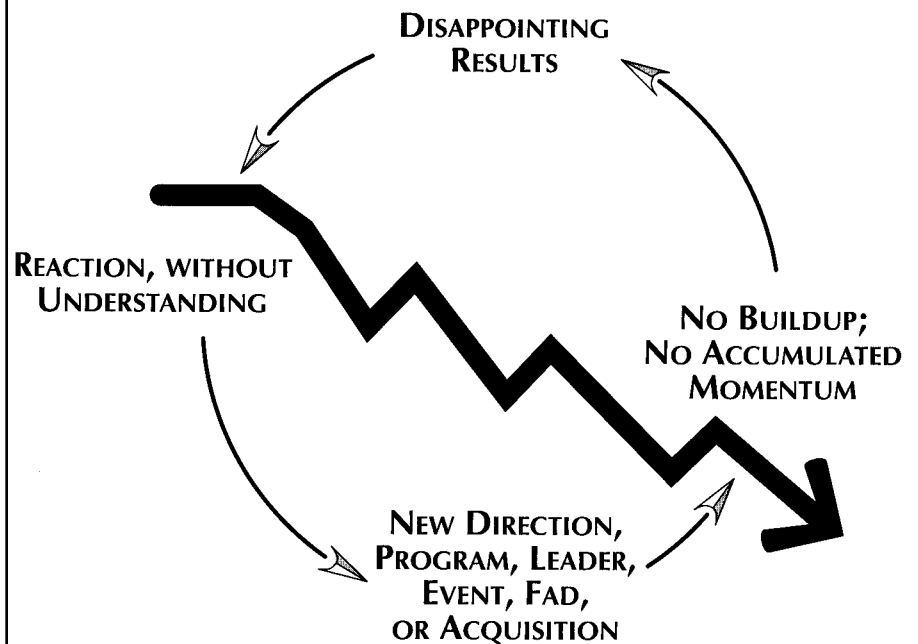 DISAPPOINTING
RESULTS
REACTION, WITHOUT
UNDERSTANDING
NO BUILDUP;
NO ACCUMULATED
MOMENTUM
NEW DIRECTION,
PROGRAM, LEADER,
EVENT, FAD,
OR ACQUISITION